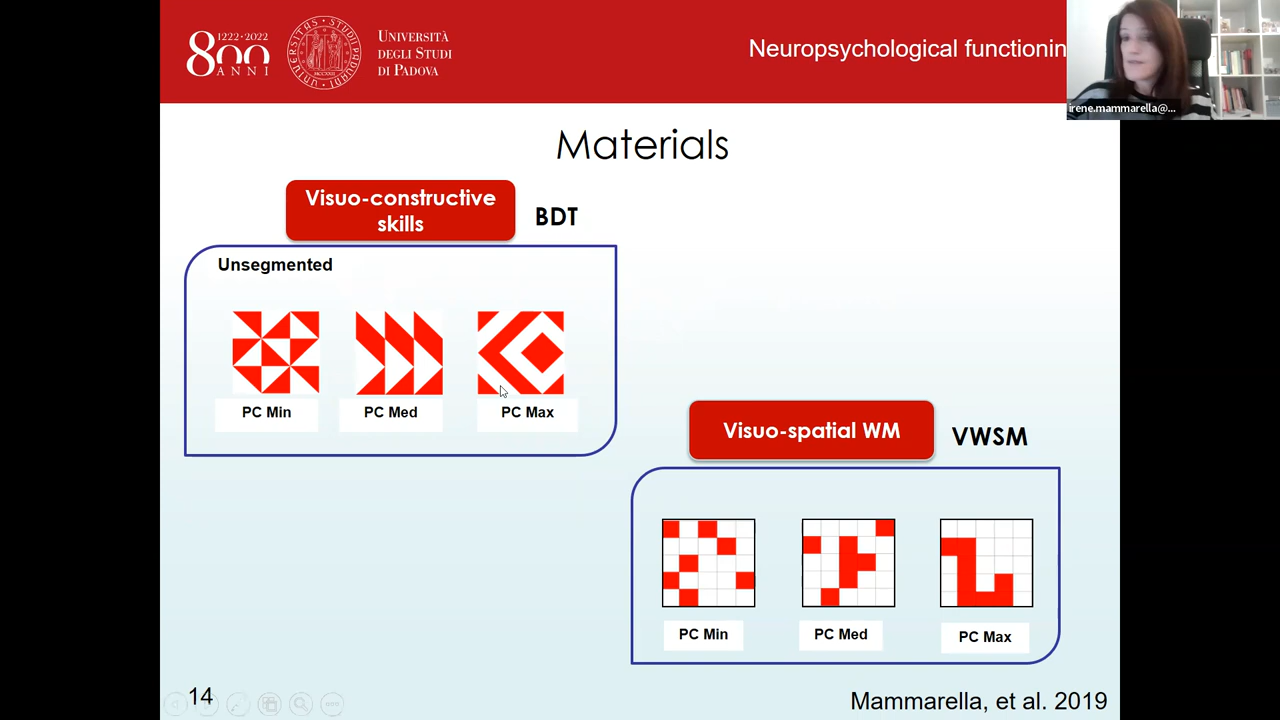 1222·2022
800
ANNI
UNIVERSITÀ
DEGLI STUDI
DI PADOVA
Neuropsychological functionin
irene.mammarella@...
Materials
Visuo-constructive
skills
BDT
Unsegmented
PC Min
PC Med
PC Max
Visuo-spatial WM
VWSM
PC Min
PC Med
PC Max
14
Mammarella, et al. 2019